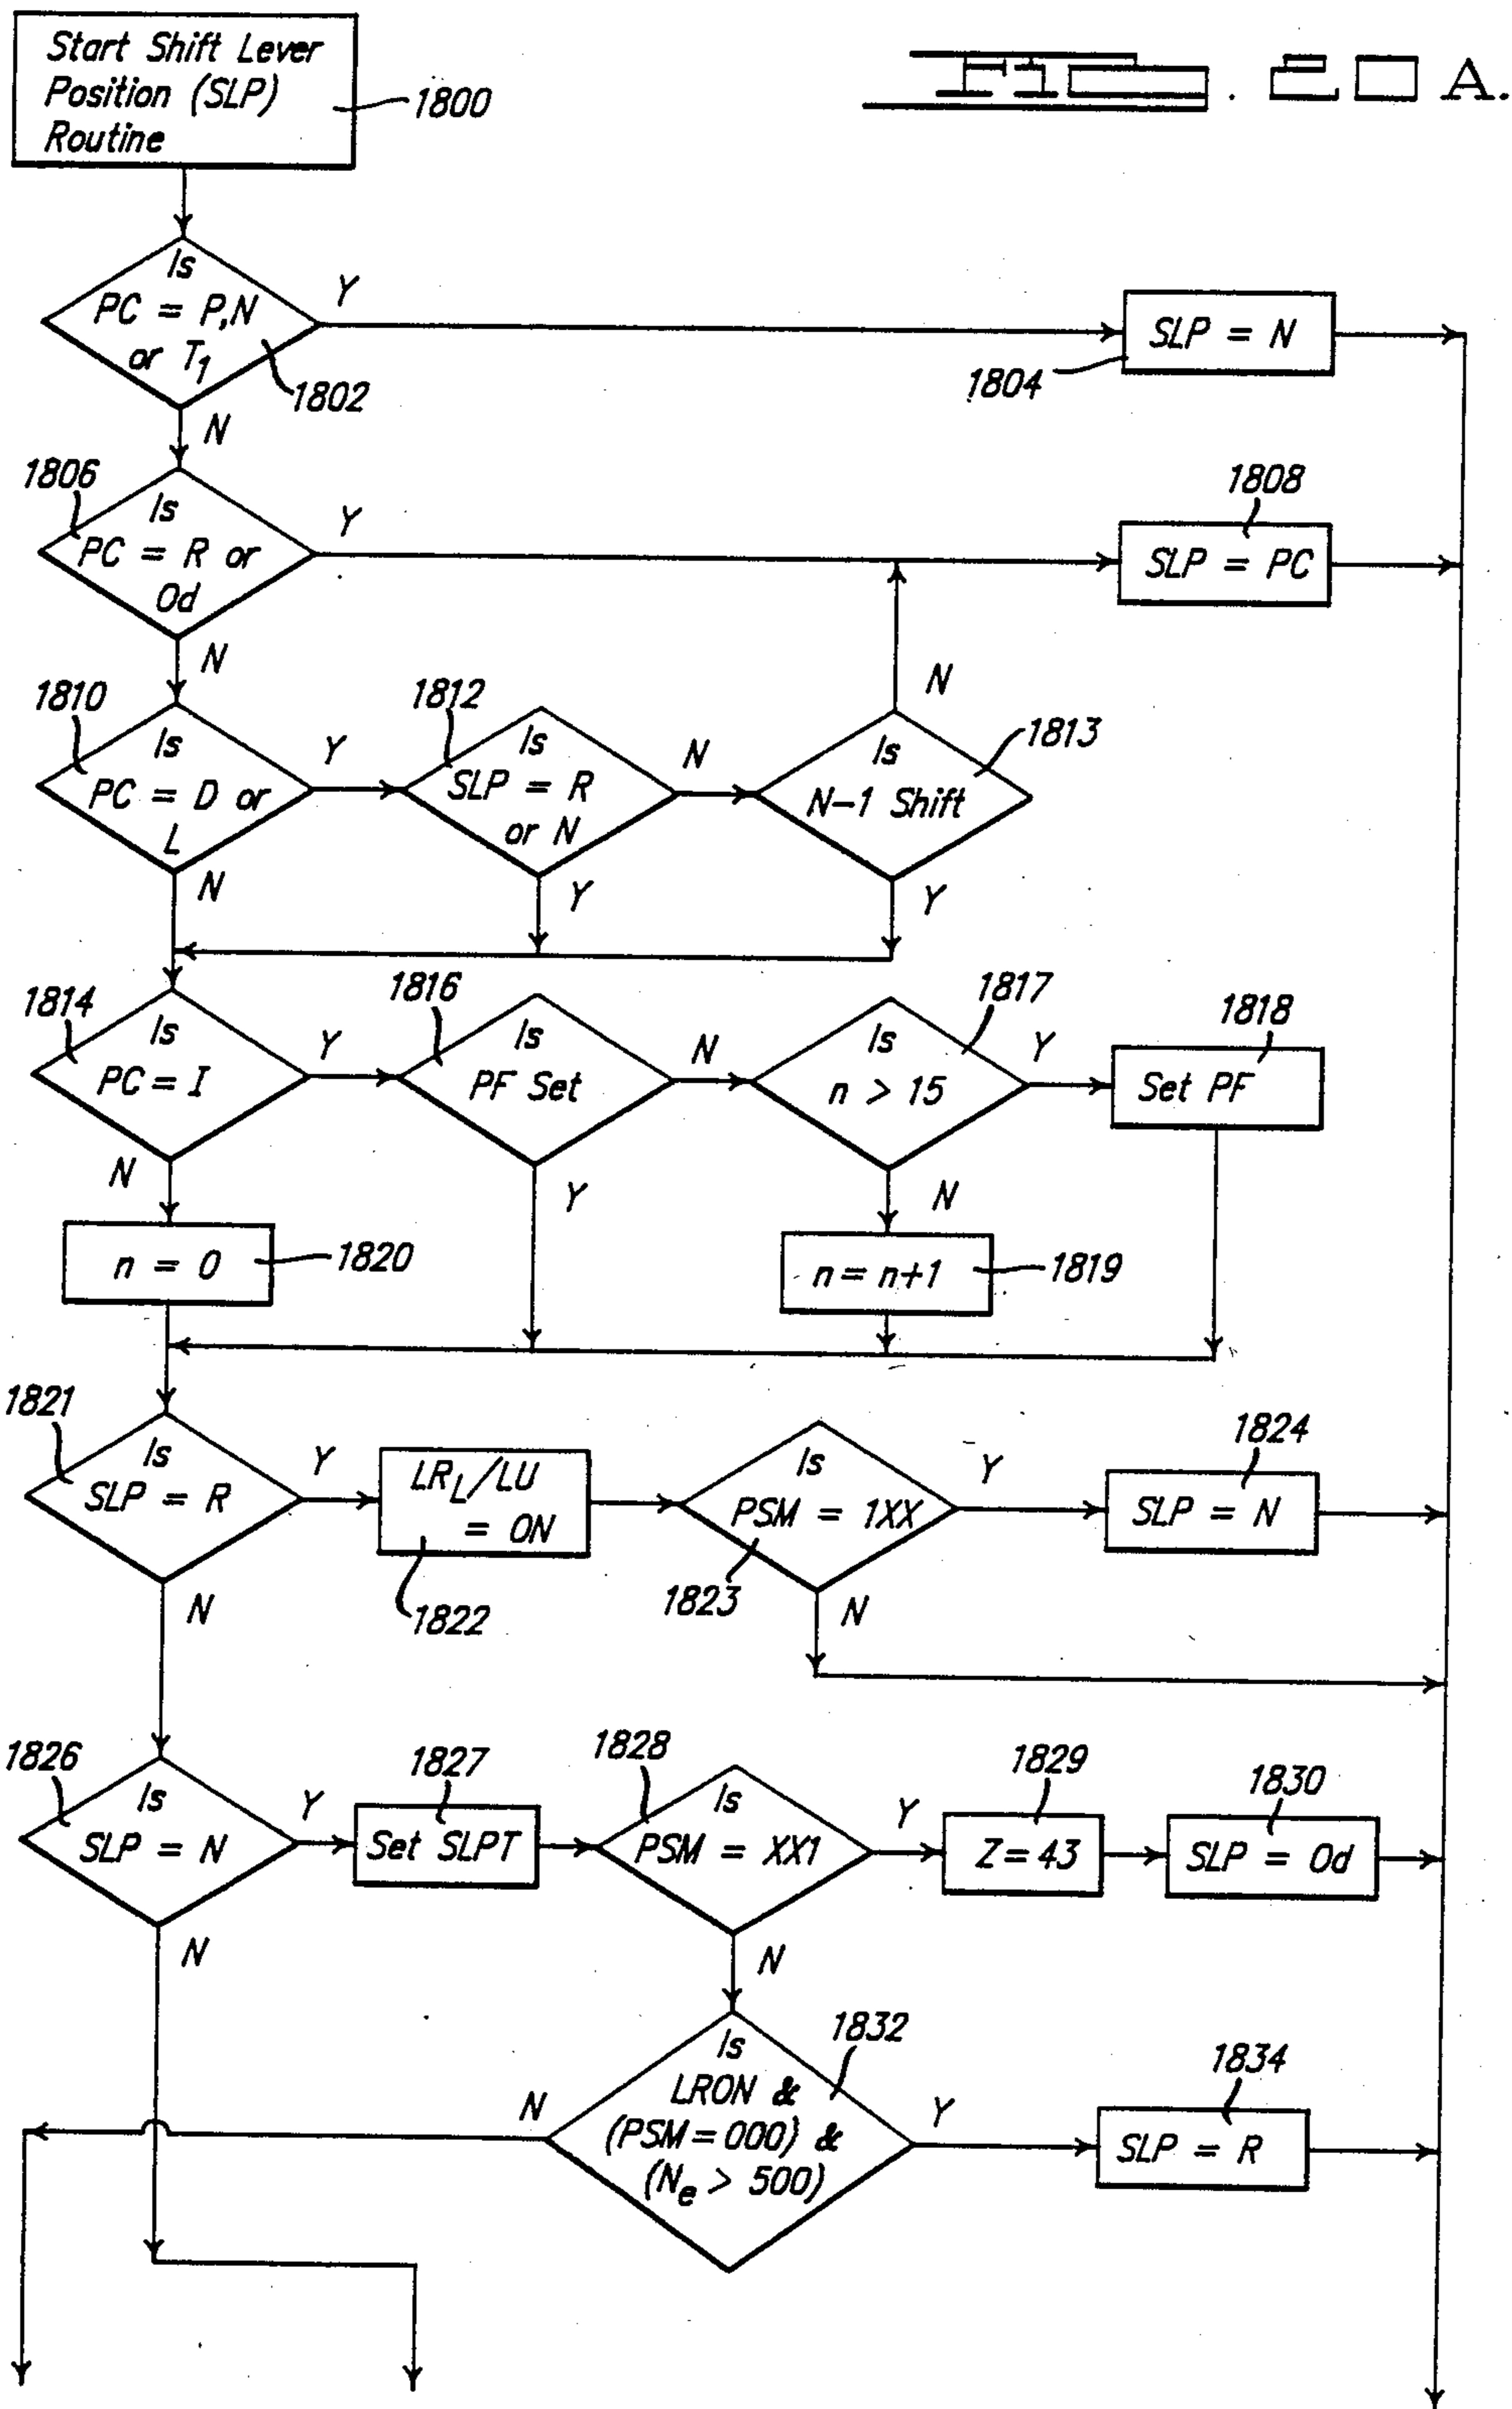 Start Shift Lever
Position (SLP)
Routine
1800
A.
Is
PC = P,N
or T1
1802
Y
N
SLP = N
1804
1806
Is
PC = R or
Od
Y
N
1808
SLP = PC
1810
Is
PC = D or
L
Y
N
1812
Is
SLP = R
or N
N
Y
1813
Is
N-1 Shift
N
Y
1814
Is
PC = I
Y
N
1816
Is
PF Set
N
Y
1817
Is
n > 15
Y
N
1818
Set PF
n = 0
1820
n = n+1
1819
1821
Is
SLP = R
Y
N
LRL/LU
= ON
1822
Is
PSM = 1XX
1823
Y
N
1824
SLP = N
1826
Is
SLP = N
Y
N
1827
Set SLPT
1828
Is
PSM = XX1
Y
N
1829
Z = 43
1830
SLP = Od
1832
Is
LRON &
(PSM = 000) &
(Ne > 500)
N
Y
1834
SLP = R